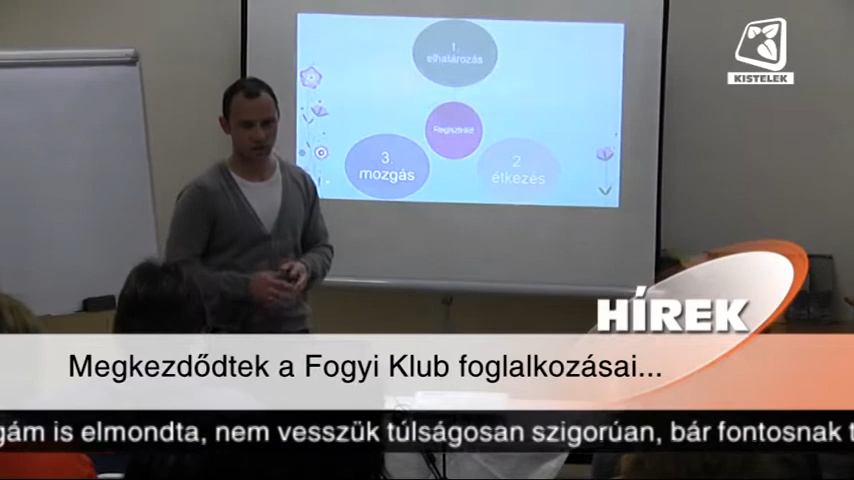 KISTELEK
1.
elhatározás
3.
mozgás
2
étkezés
HÍREK
Megkezdődtek a Fogyi Klub foglalkozásai...
gám is elmondta, nem vesszük túlságosan szigorúan, bár fontosnak t